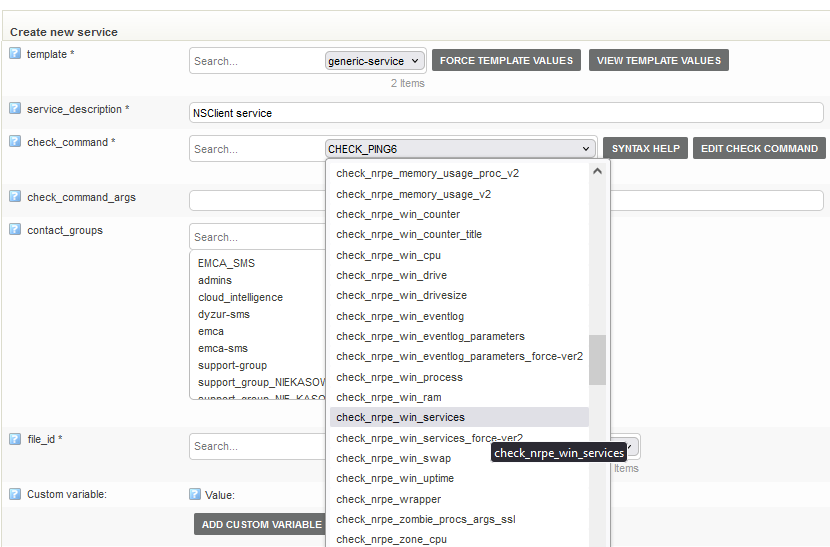 Create new service
template *
Search...
generic-service
FORCE TEMPLATE VALUES
VIEW TEMPLATE VALUES
2 Items
service_description *
NSClient service
check_command *
Search...
CHECK_PING6
SYNTAX HELP
EDIT CHECK COMMAND
check_nrpe_memory_usage_proc_v2
check_nrpe_memory_usage_v2
check_nrpe_win_counter
check_nrpe_win_counter_title
check_nrpe_win_cpu
check_nrpe_win_drive
check_nrpe_win_drivesize
check_nrpe_win_eventlog
check_nrpe_win_eventlog_parameters
check_nrpe_win_eventlog_parameters_force-ver2
check_nrpe_win_process
check_nrpe_win_ram
check_nrpe_win_services
check_nrpe_win_services_force-ver2
check_nrpe_win_services
check_nrpe_win_swap
check_nrpe_win_uptime
check_nrpe_wrapper
check_nrpe_zombie_procs_args_ssl
check_nrpe_zone_cpu
check_command_args
contact_groups
Search...
EMCA_SMS
admins
cloud_intelligence
dyzur-sms
emca
emca-sms
support-group
support_group_NIEKASOW
file_id *
Search...
Items
Custom variable:
Value:
ADD CUSTOM VARIABLE